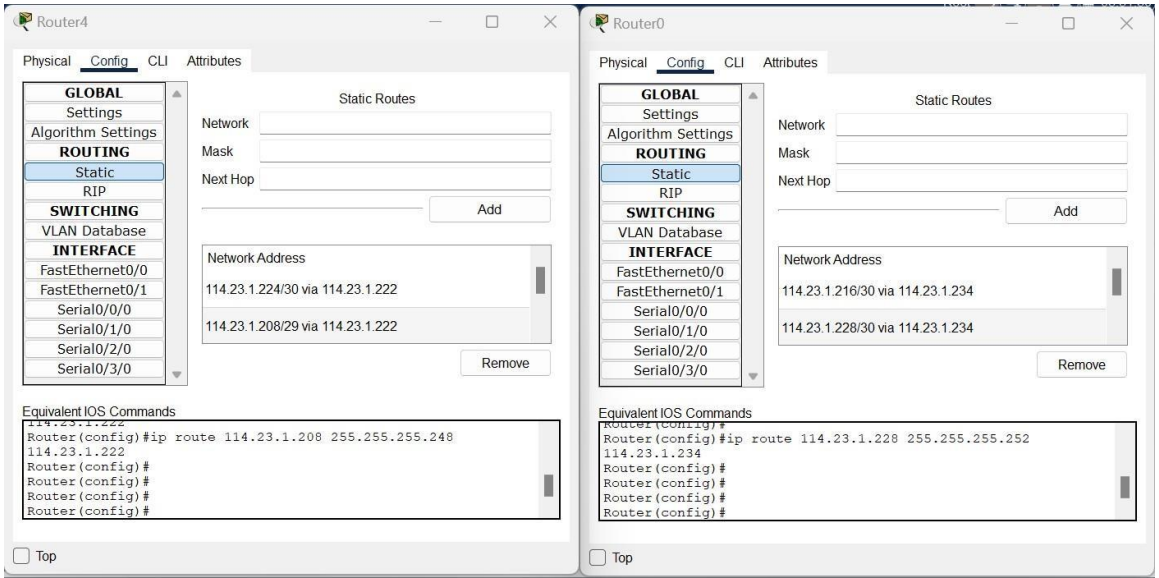 Router4
Physical Config CLI Attributes
GLOBAL
Settings
Algorithm Settings
ROUTING
Static
RIP
SWITCHING
VLAN Database
INTERFACE
FastEthernet0/0
FastEthernet0/1
Serial0/0/0
Serial0/1/0
Serial0/2/0
Serial0/3/0
Static Routes
Network
Mask
Next Hop
Add
Network Address
114.23.1.224/30 via 114.23.1.222
114.23.1.208/29 via 114.23.1.222
Remove
Equivalent IOS Commands
114.23.1.222
Router(config)#ip route 114.23.1.208 255.255.255.248
114.23.1.222
Router(config)#
Router(config)#
Router(config)#
Router(config)#
Top
Router0
Physical Config CLI Attributes
GLOBAL
Settings
Algorithm Settings
ROUTING
Static
RIP
SWITCHING
VLAN Database
INTERFACE
FastEthernet0/0
FastEthernet0/1
Serial0/0/0
Serial0/1/0
Serial0/2/0
Serial0/3/0
Static Routes
Network
Mask
Next Hop
Add
Network Address
114.23.1.216/30 via 114.23.1.234
114.23.1.228/30 via 114.23.1.234
Remove
Equivalent IOS Commands
Router(config)#
Router(config)#ip route 114.23.1.228 255.255.255.252
114.23.1.234
Router(config)#
Router(config)#
Router(config)#
Router(config)#
Top